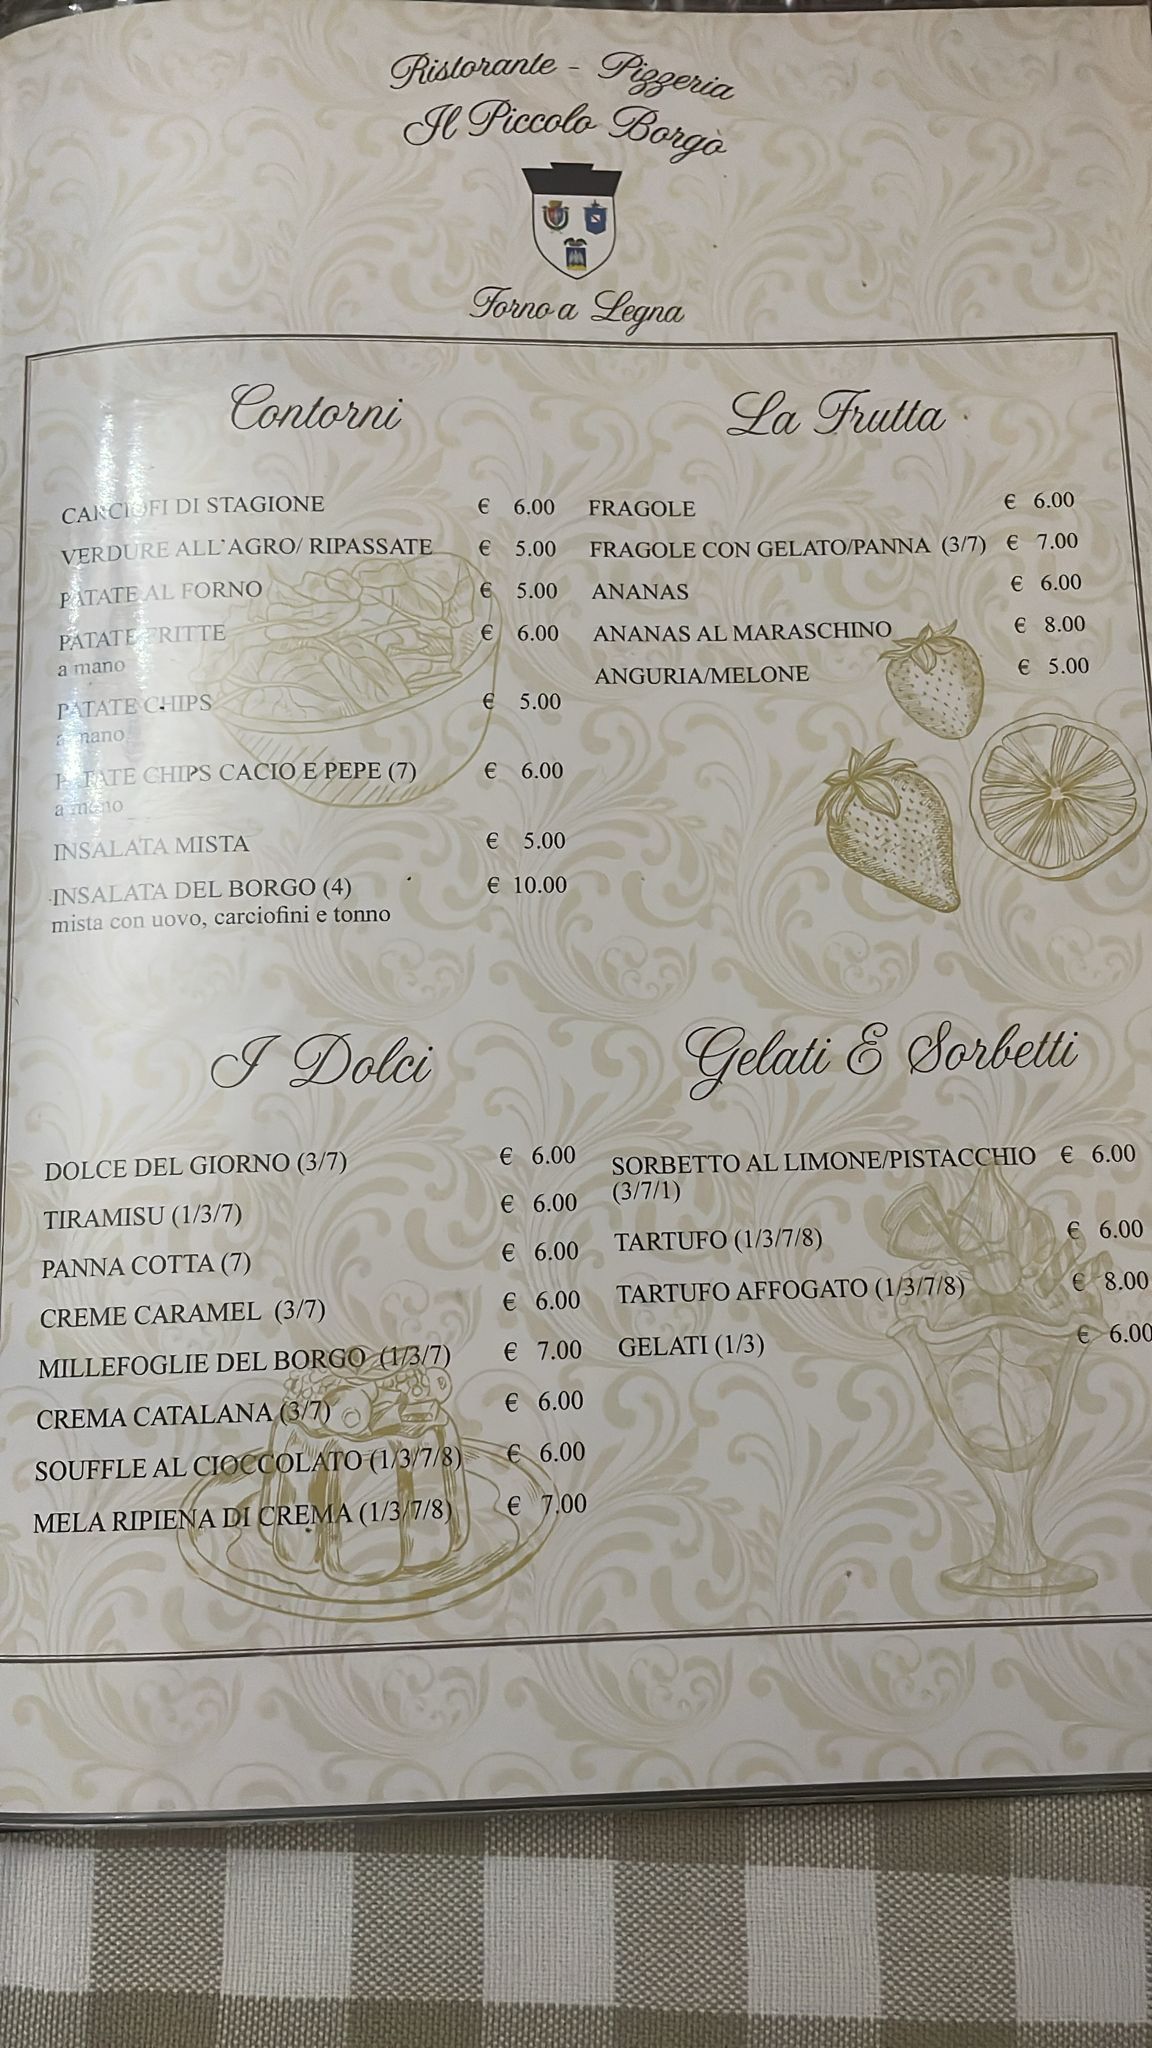 Ristorante - Pizzeria
Il Piccolo Borgò
Forno a Legna
Contorni
CARCIOFI DI STAGIONE € 6.00
VERDURE ALL'AGRO/ RIPASSATE € 5.00
PATATE AL FORNO € 5.00
PATATE FRITTE € 6.00
a mano
PATATE CHIPS € 5.00
a mano
PATATE CHIPS CACIO E PEPE (7) € 6.00
a mano
INSALATA MISTA € 5.00
INSALATA DEL BORGO (4) € 10.00
mista con uovo, carciofini e tonno
La Frutta
FRAGOLE € 6.00
FRAGOLE CON GELATO/PANNA (3/7) € 7.00
ANANAS € 6.00
ANANAS AL MARASCHINO € 8.00
ANGURIA/MELONE € 5.00
I Dolci
DOLCE DEL GIORNO (3/7) € 6.00
TIRAMISU (1/3/7) € 6.00
PANNA COTTA (7) € 6.00
CREME CARAMEL (3/7) € 6.00
MILLEFOGLIE DEL BORGO (1/3/7) € 7.00
CREMA CATALANA (3/7) € 6.00
SOUFFLE AL CIOCCOLATO (1/3/7/8) € 6.00
MELA RIPIENA DI CREMA (1/3/7/8) € 7.00
Gelati E Sorbetti
SORBETTO AL LIMONE/PISTACCHIO € 6.00
(3/7/1)
TARTUFO (1/3/7/8) € 6.00
TARTUFO AFFOGATO (1/3/7/8) € 8.00
GELATI (1/3) € 6.00